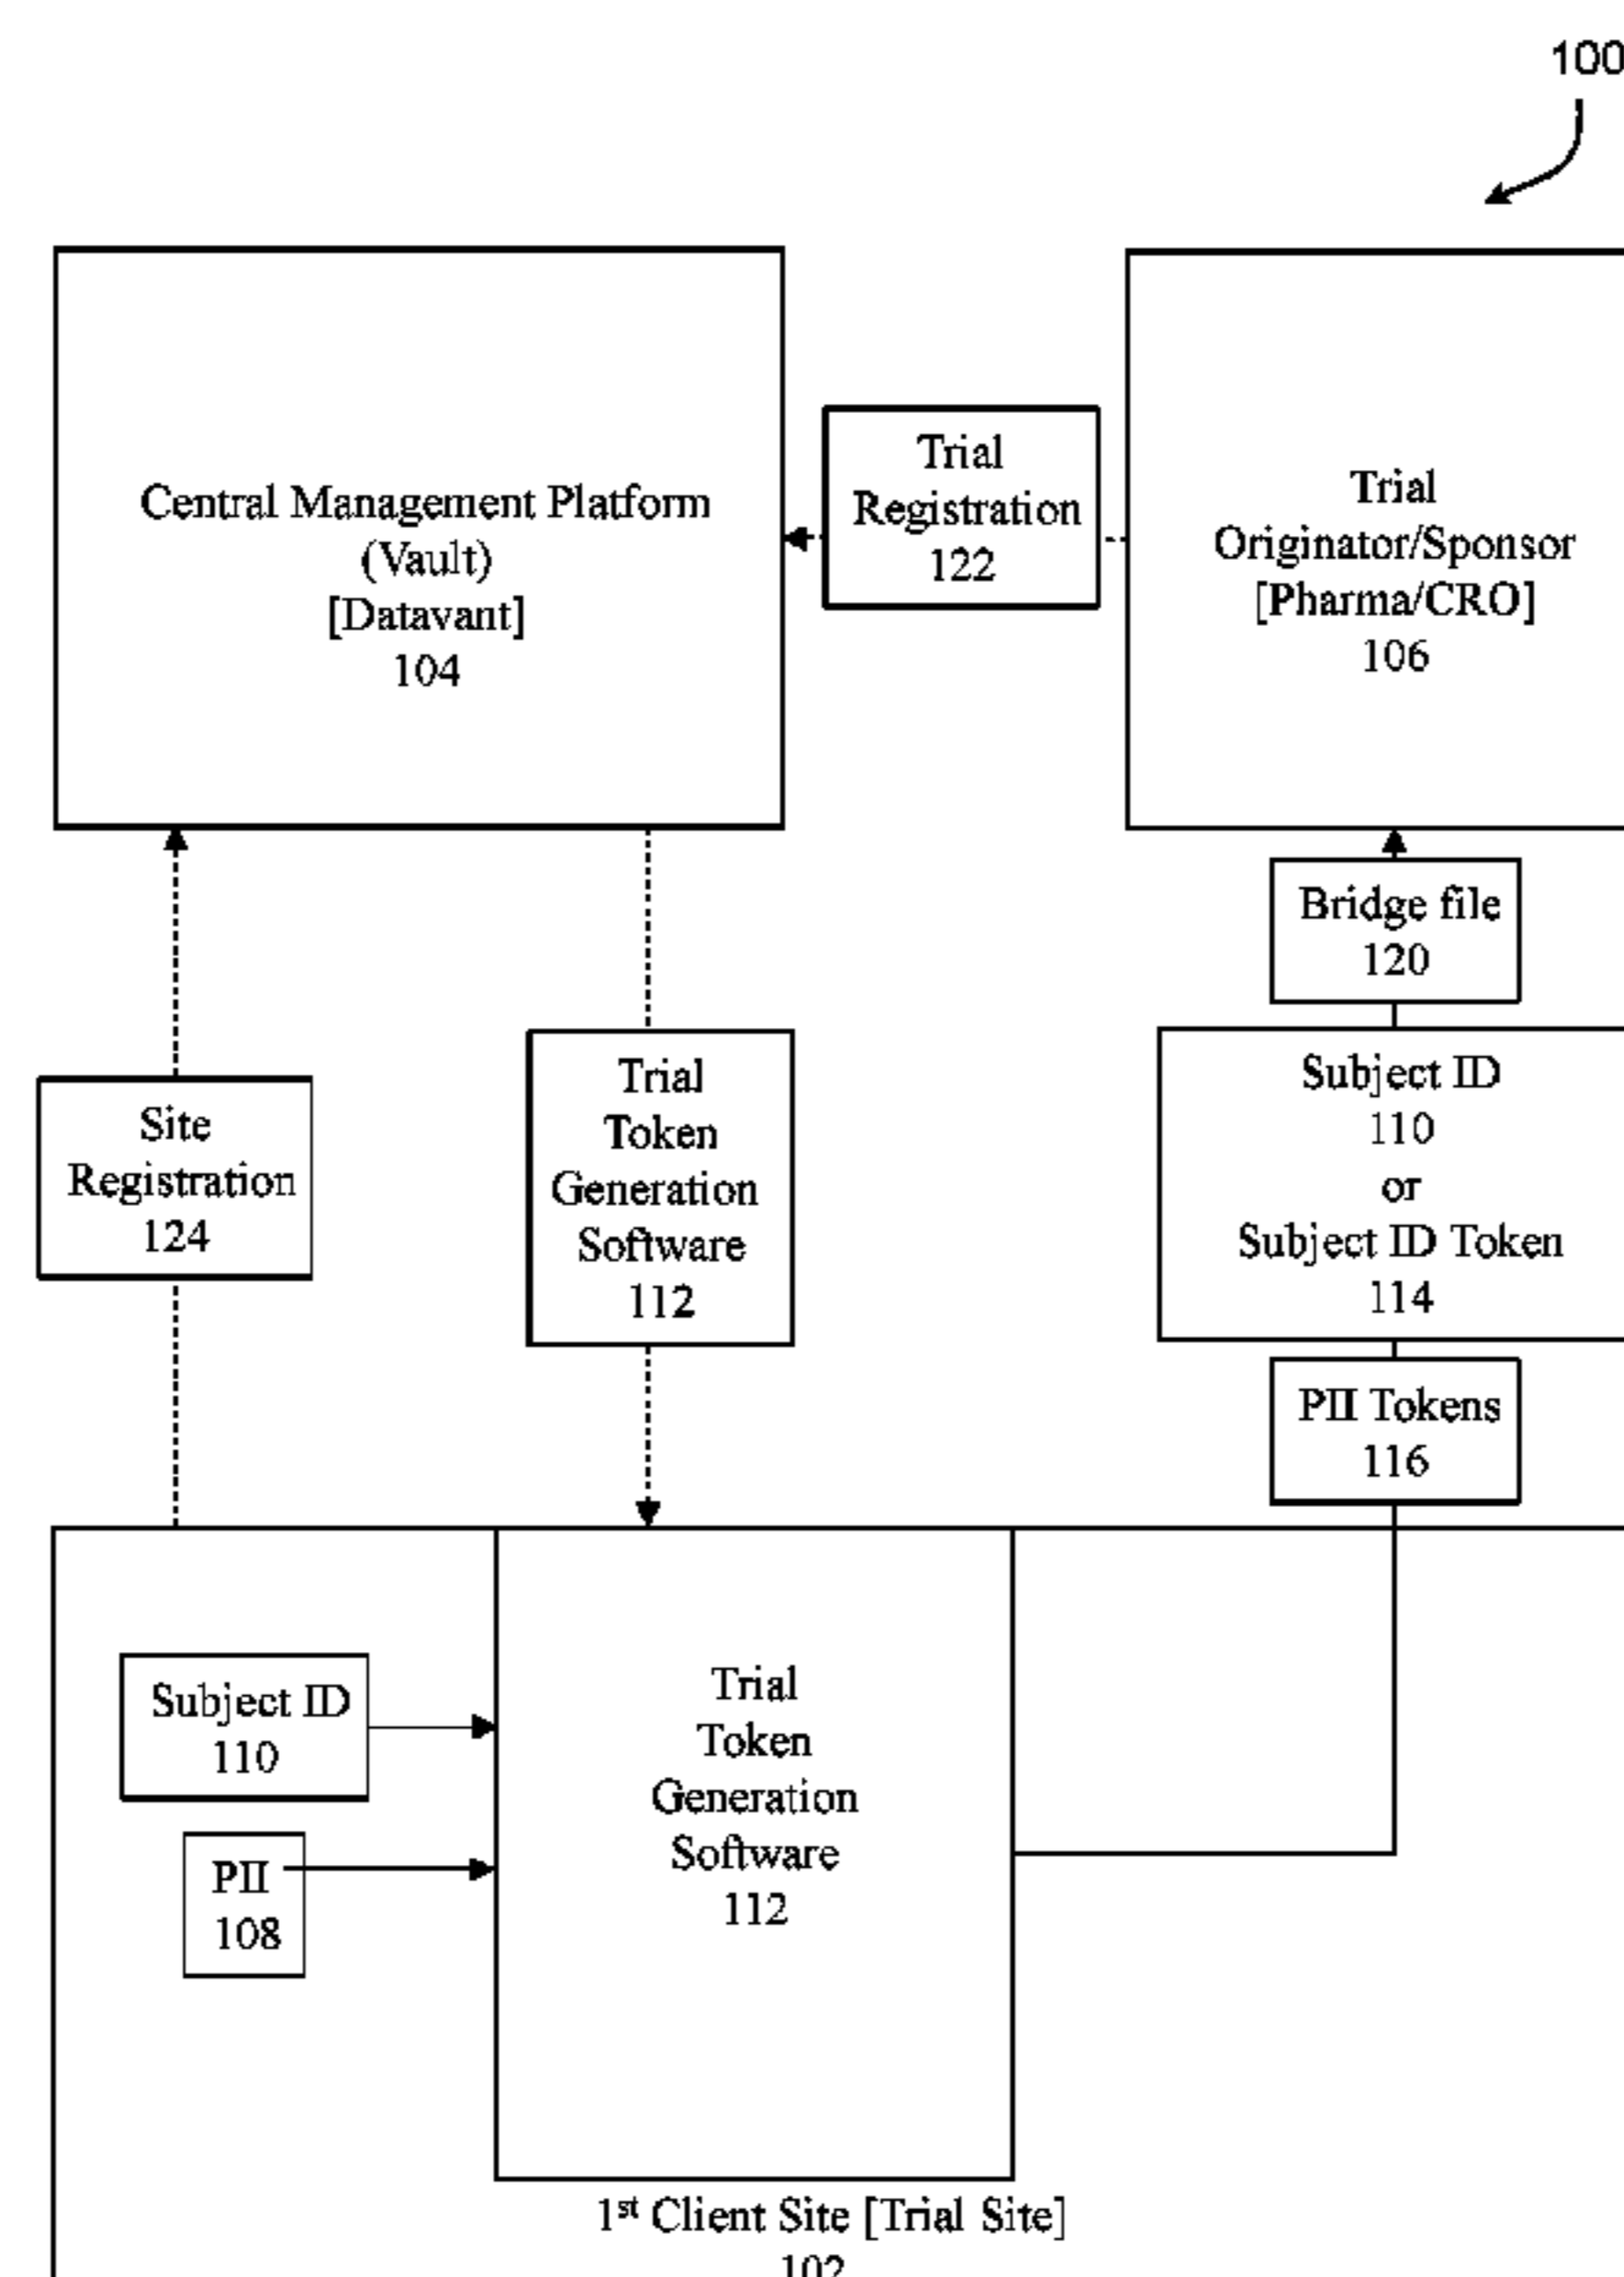 100
Central Management Platform
(Vault)
[Datavant]
104
Trial
Registration
122
Trial
Originator/Sponsor
[Pharma/CRO]
106
Bridge file
120
Site
Registration
124
Trial
Token
Generation
Software
112
Subject ID
110
or
Subject ID Token
114
PII Tokens
116
Subject ID
110
PII
108
Trial
Token
Generation
Software
112
1st Client Site [Trial Site]
102